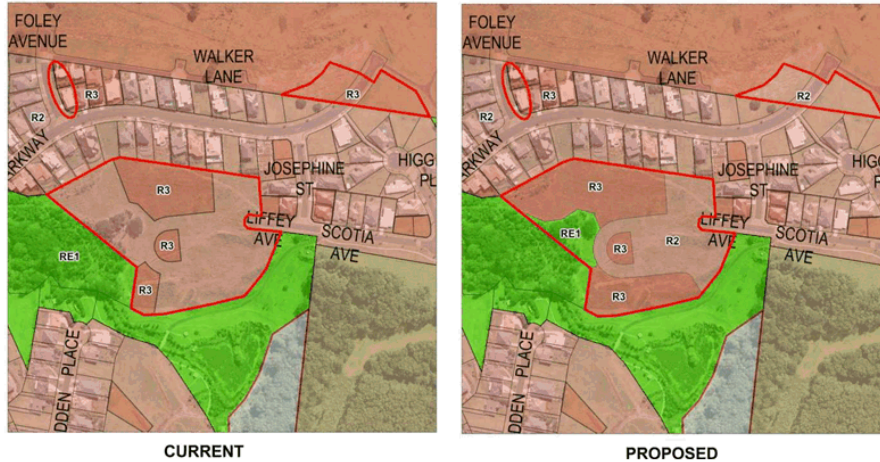 FOLEY
AVENUE
WALKER
LANE
R3
R3
R2
ARKWAY
JOSEPHINE
ST
HIGG
PL
R3
LIFFEY
AVE
SCOTIA
AVE
R3
RE1
R3
DDEN PLACE
CURRENT
FOLEY
AVENUE
WALKER
LANE
R3
R2
R2
ARKWAY
JOSEPHINE
ST
HIGG
PL
R3
LIFFEY
AVE
SCOTIA
AVE
RE1
R3
R2
R3
DDEN PLACE
PROPOSED